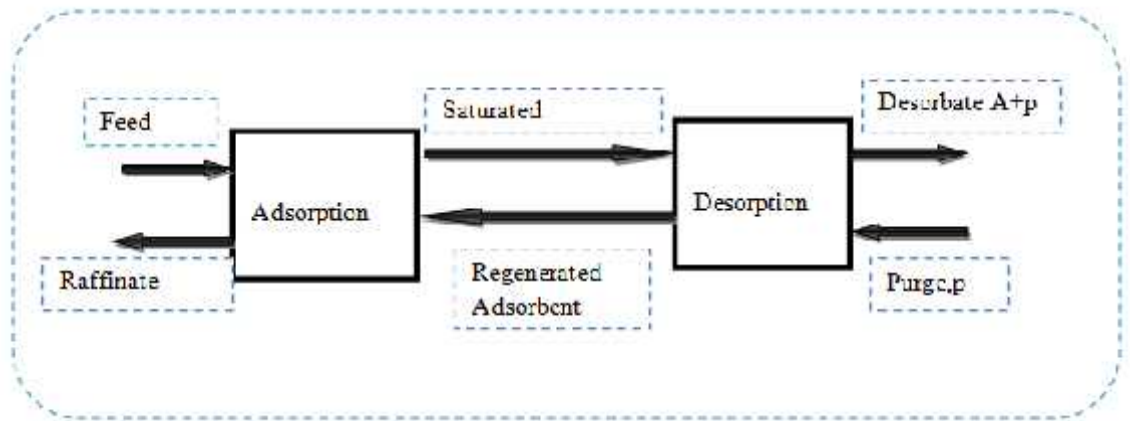 Feed
Saturated
Desorbate A+p
Adsorption
Desorption
Raffinate
Regenerated
Adsorbent
Purge,p